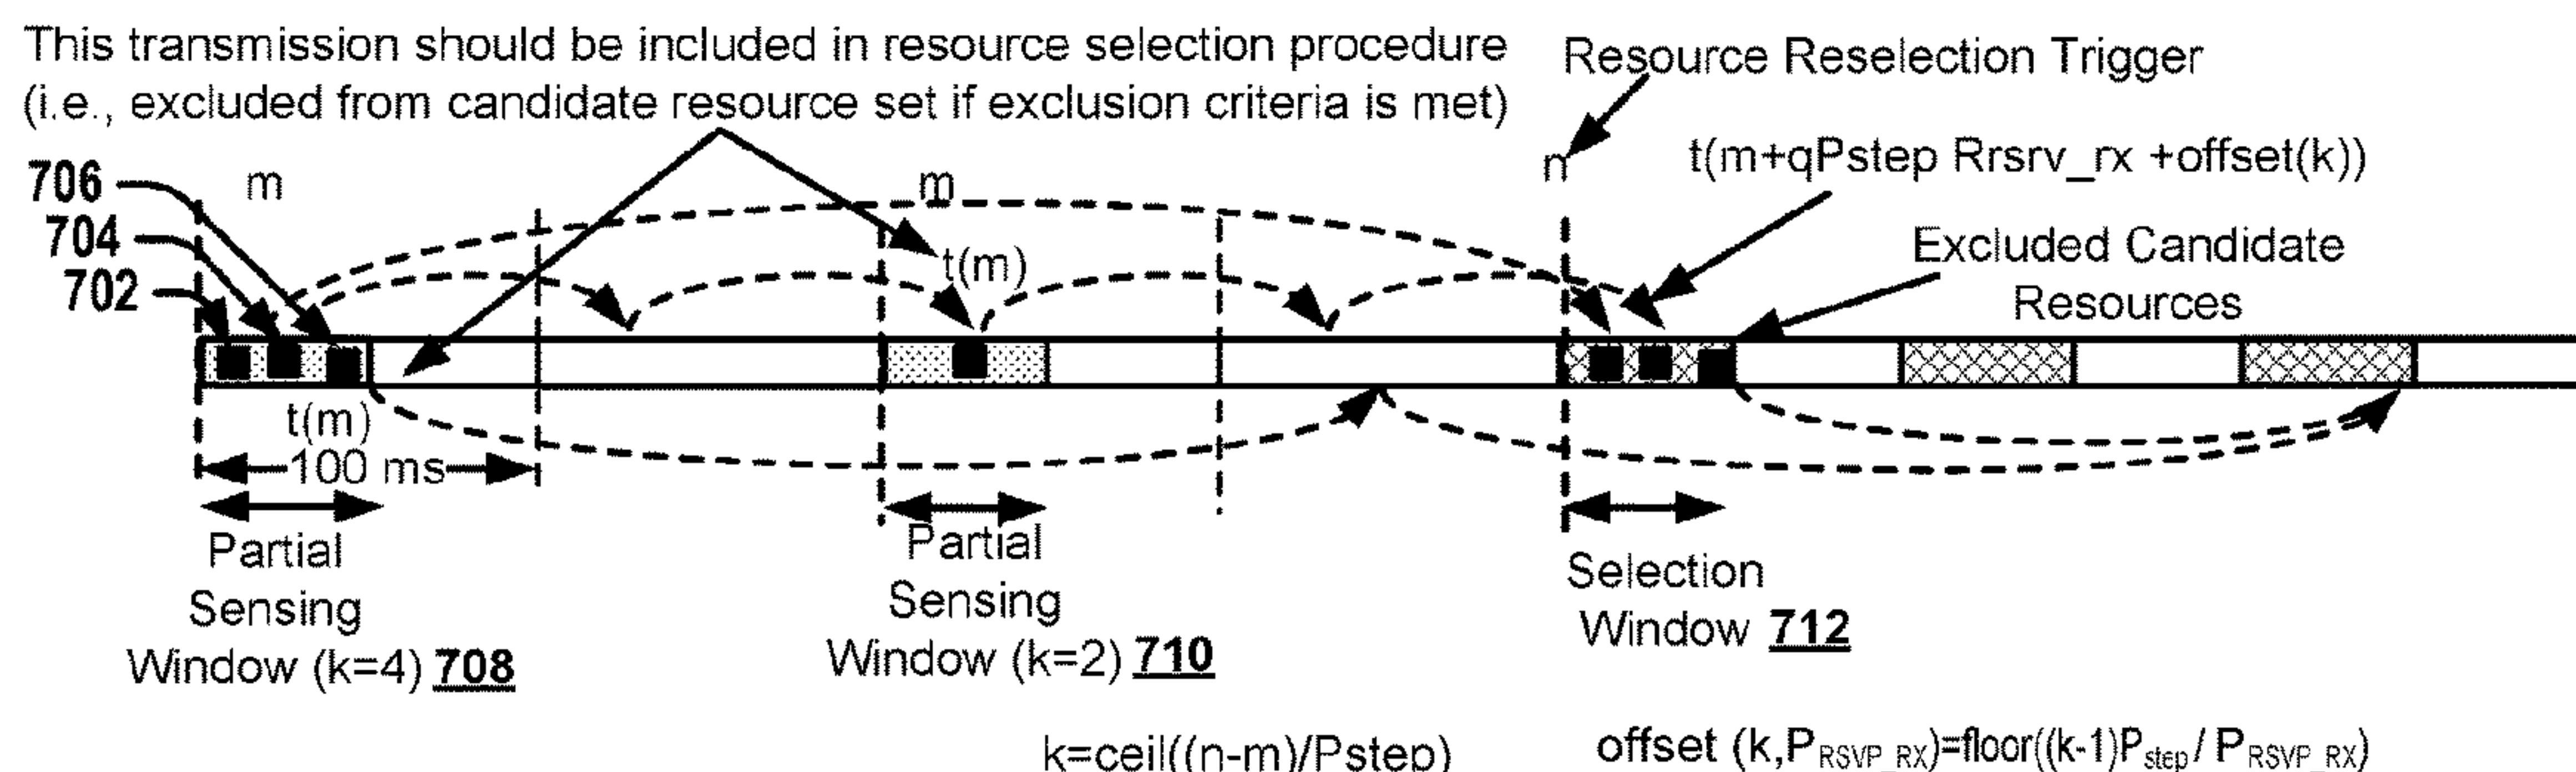 This transmission should be included in resource selection procedure
(i.e., excluded from candidate resource set if exclusion criteria is met)
Resource Reselection Trigger
n
t(m+qPstep Rrsrv_rx +offset(k))
706
m
m
704
702
t(m)
Excluded Candidate
Resources
t(m)
100 ms
Partial
Sensing
Window (k=4) 708
Partial
Sensing
Window (k=2) 710
Selection
Window 712
k=ceil((n-m)/Pstep)
offset (k,PRSVP_RX)=floor((k-1)Pstep/ PRSVP_RX)